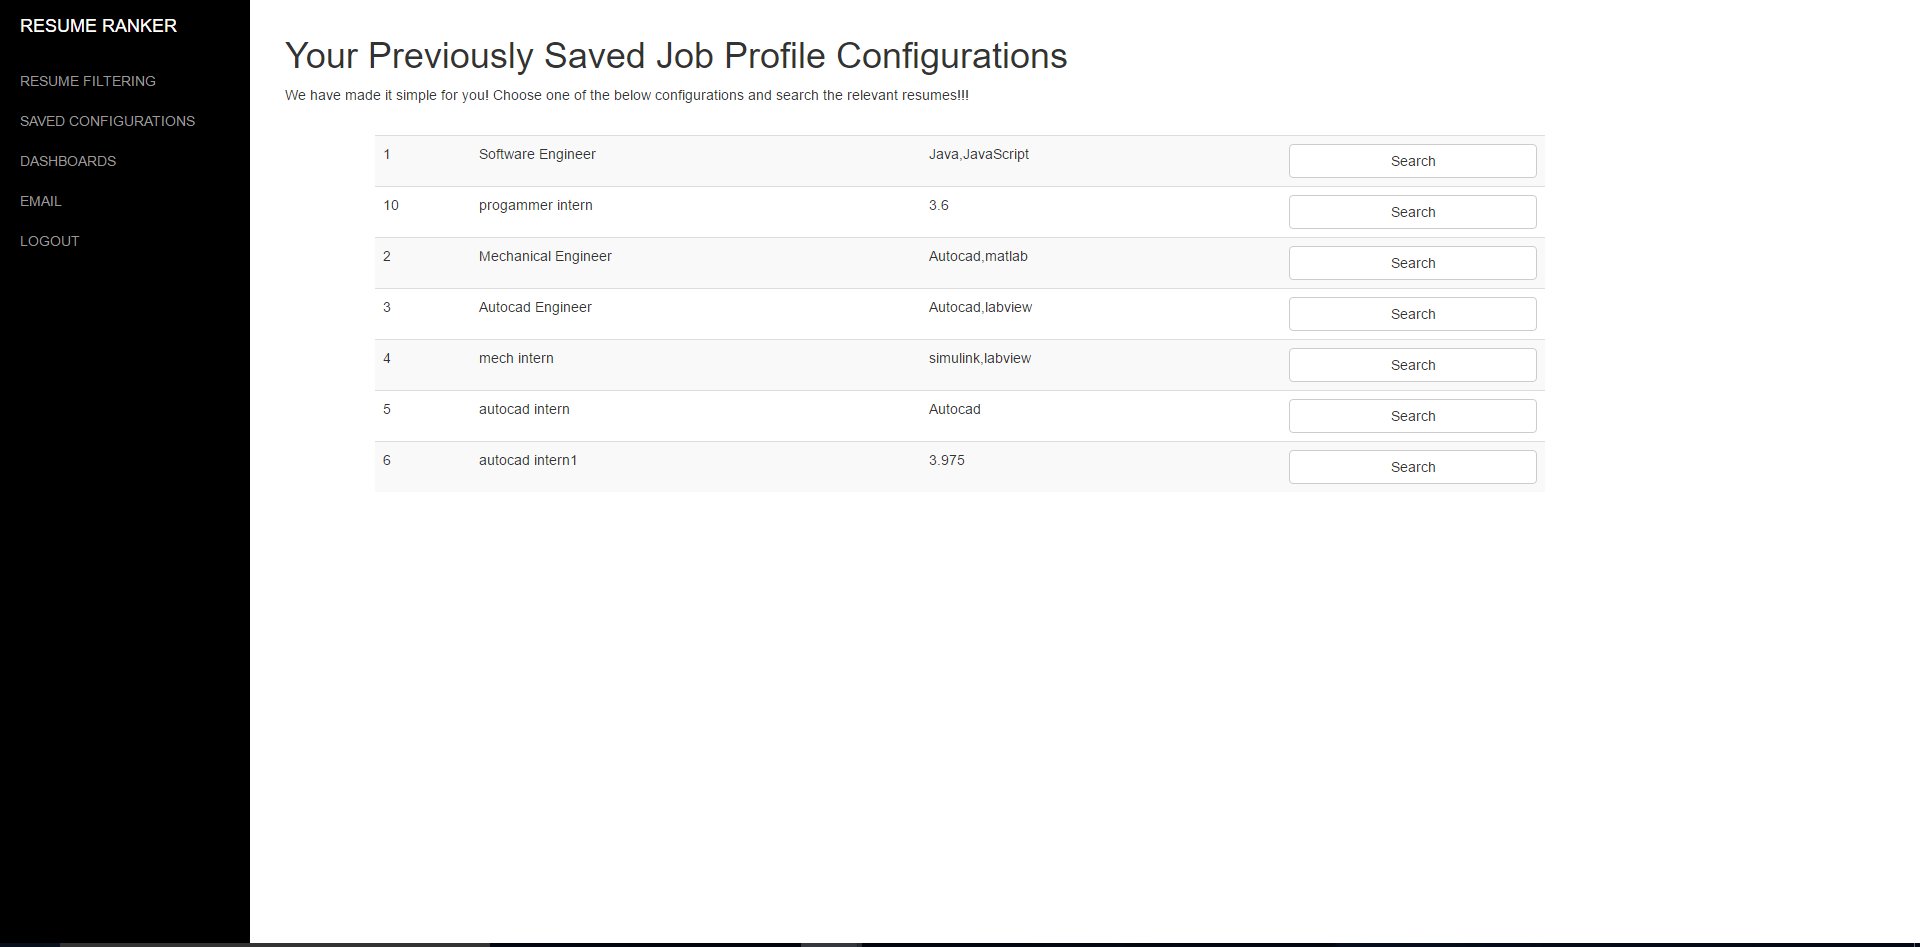 RESUME RANKER
RESUME FILTERING
SAVED CONFIGURATIONS
DASHBOARDS
EMAIL
LOGOUT
Your Previously Saved Job Profile Configurations
We have made it simple for you! Choose one of the below configurations and search the relevant resumes!!!
1 Software Engineer Java,JavaScript Search
10 progammer intern 3.6 Search
2 Mechanical Engineer Autocad,matlab Search
3 Autocad Engineer Autocad,labview Search
4 mech intern simulink,labview Search
5 autocad intern Autocad Search
6 autocad intern1 3.975 Search